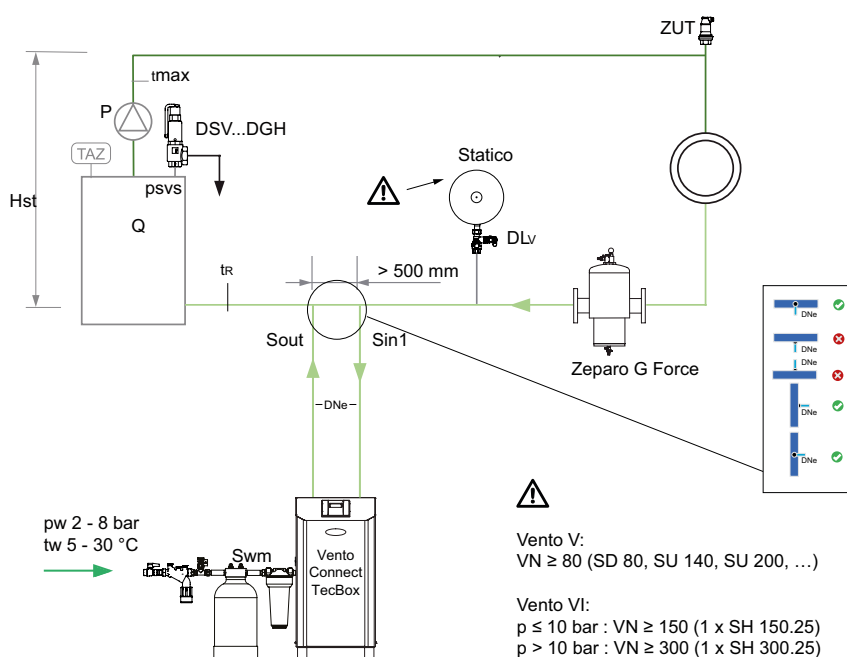 ZUT
tmax
P
DSV...DGH
TAZ
Statico
psvs
Hst
Q
DLv
tR
> 500 mm
Sout
Sin1
Zeparo G Force
DNe
DNe
DNe
DNe
DNe
DNe
pw 2 - 8 bar
tw 5 - 30 °C
Swm
Vento
Connect
TecBox
Vento V:
VN ≥ 80 (SD 80, SU 140, SU 200, …)
Vento VI:
p ≤ 10 bar : VN ≥ 150 (1 x SH 150.25)
p > 10 bar : VN ≥ 300 (1 x SH 300.25)